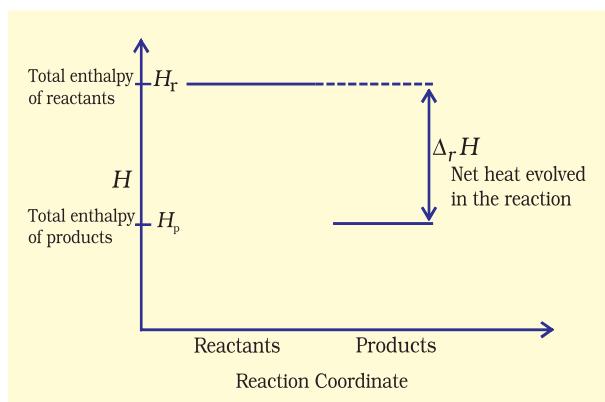 Total enthalpy
of reactants
Hr
ΔrH
Net heat evolved
in the reaction
H
Total enthalpy
of products
Hp
Reactants
Products
Reaction Coordinate